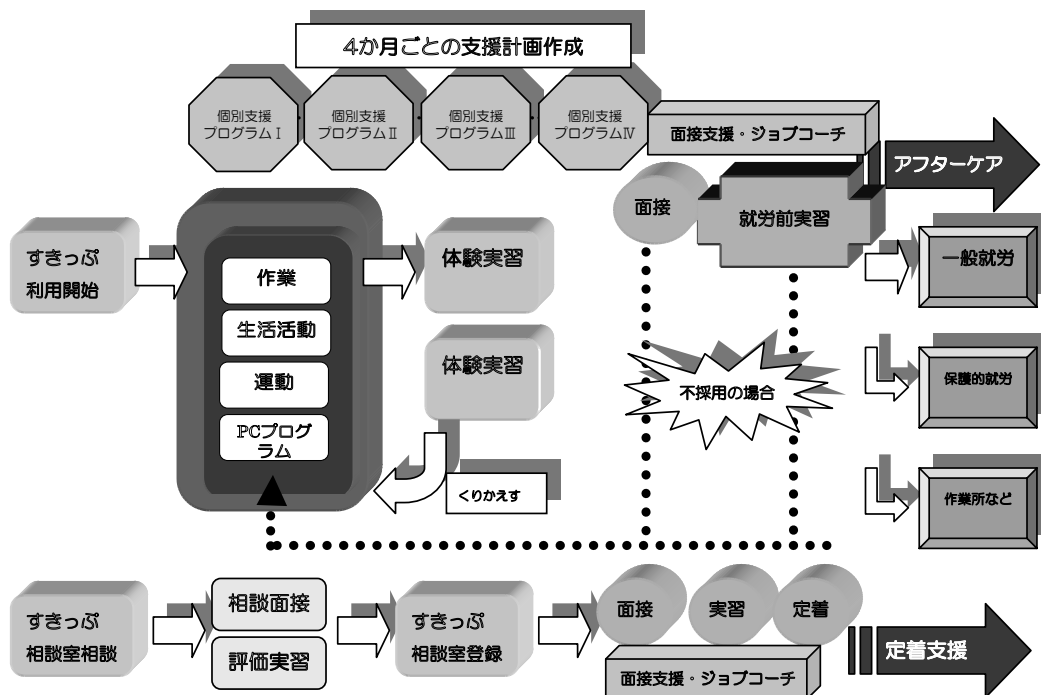 4か月ごとの支援計画作成
個別支援
プログラムⅠ
個別支援
プログラムⅡ
個別支援
プログラムⅢ
個別支援
プログラムⅣ
面接支援・ジョブコーチ
アフターケア
面接
就労前実習
すきっぷ
利用開始
作業
生活活動
運動
PCプログ
ラム
体験実習
体験実習
くりかえす
不採用の場合
一般就労
保護的就労
作業所など
すきっぷ
相談室相談
相談面接
評価実習
すきっぷ
相談室登録
面接
実習
定着
面接支援・ジョブコーチ
定着支援